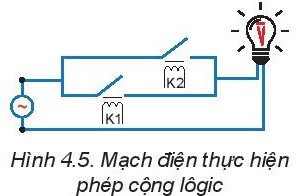 K2
K1
Hình 4.5. Mạch điện thực hiện
phép cộng lôgic